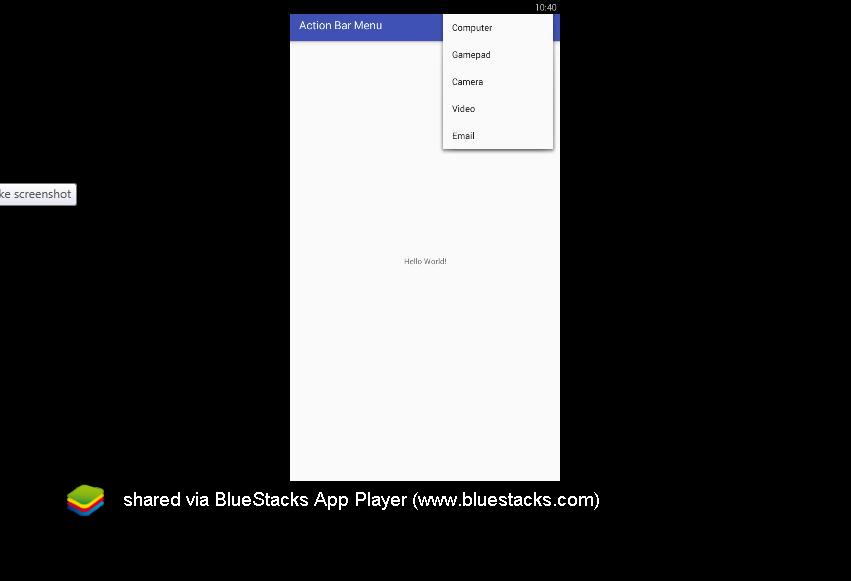 10:40
Action Bar Menu
Computer
Gamepad
Camera
Video
Email
ke screenshot
Hello World!
shared via BlueStacks App Player (www.bluestacks.com)